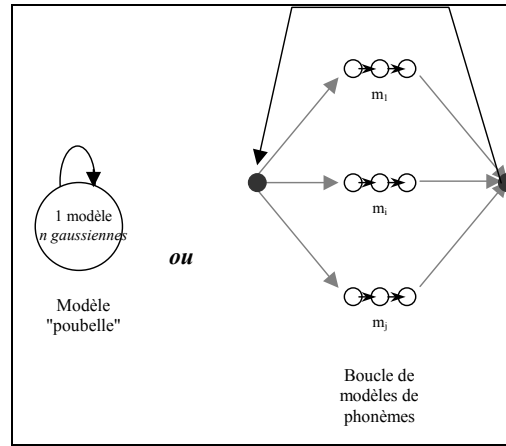 m1
1 modèle
n gaussiennes
mi
ou
Modèle
"poubelle"
mj
Boucle de
modèles de
phonèmes